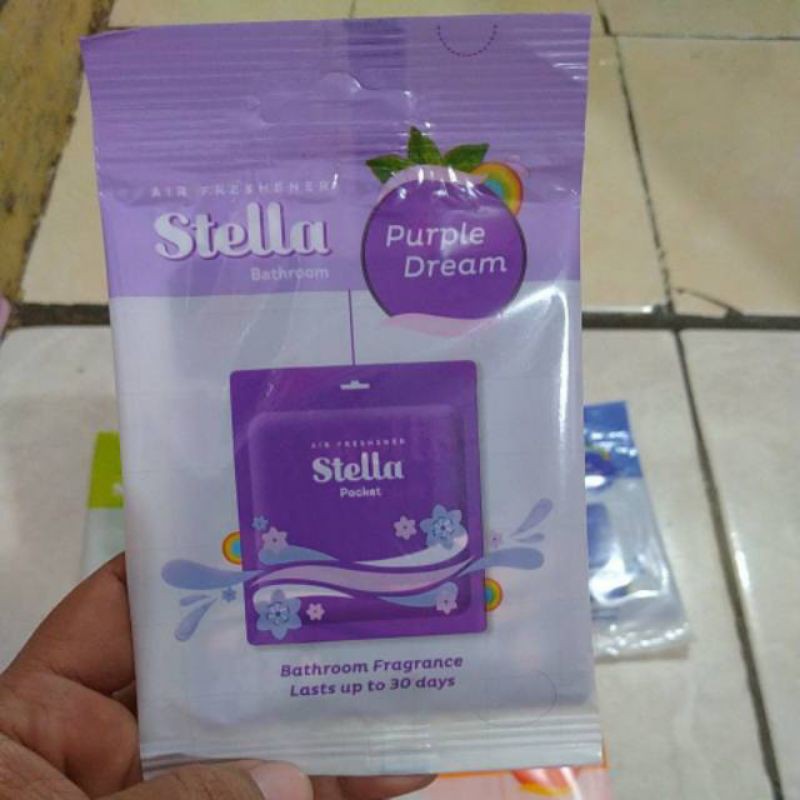 AIR FRESHENER
Stella
Bathroom
Purple
Dream
AIR FRESHENER
Stella
Pocket
Bathroom Fragrance
Lasts up to 30 days